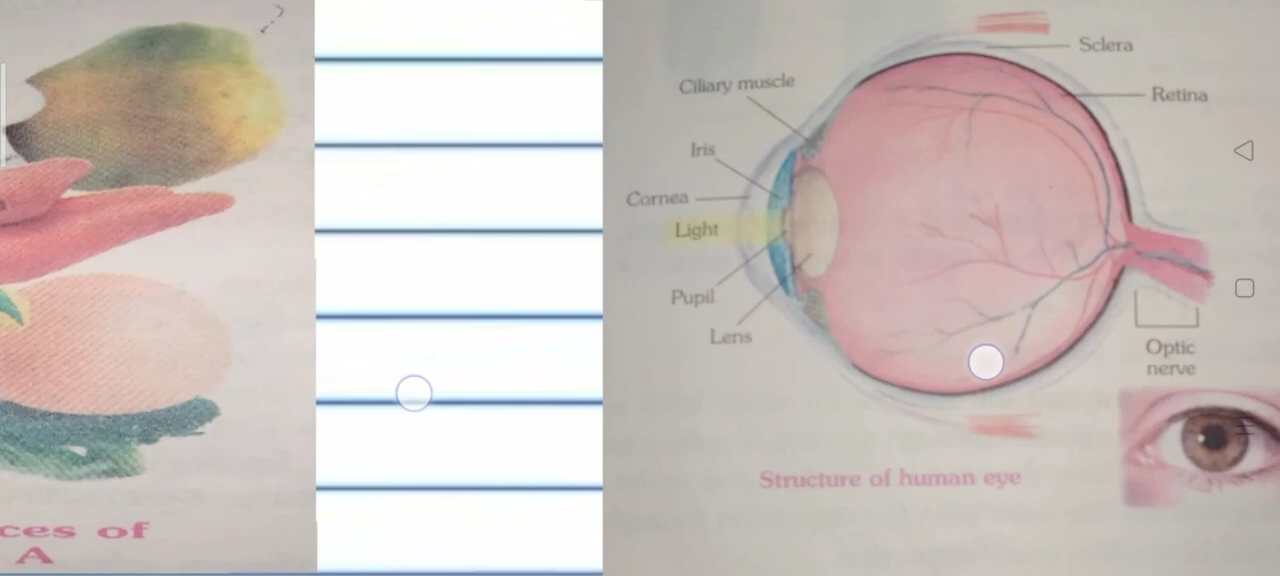 ces of
A
Sclera
Ciliary muscle
Retina
Iris
Cornea
Light
Pupil
Lens
Optic
nerve
Structure of human eye